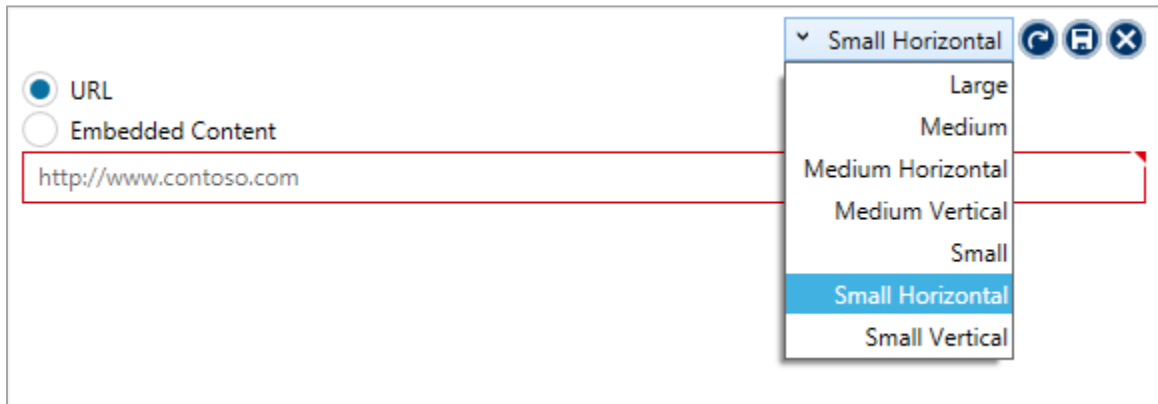 Small Horizontal
URL
Embedded Content
http://www.contoso.com
Large
Medium
Medium Horizontal
Medium Vertical
Small
Small Horizontal
Small Vertical